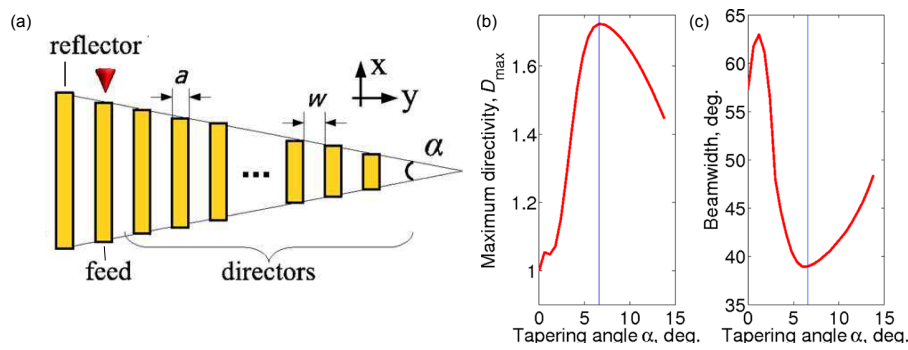 (a)
reflector
a
w
x
y
α
...
feed
directors
(b)
Maximum directivity, Dmax
1.6
1.4
1.2
1
0 5 10 15
Tapering angle α, deg.
(c)
Beamwidth, deg.
65
60
55
50
45
40
35
0 5 10 15
Tapering angle α, deg.